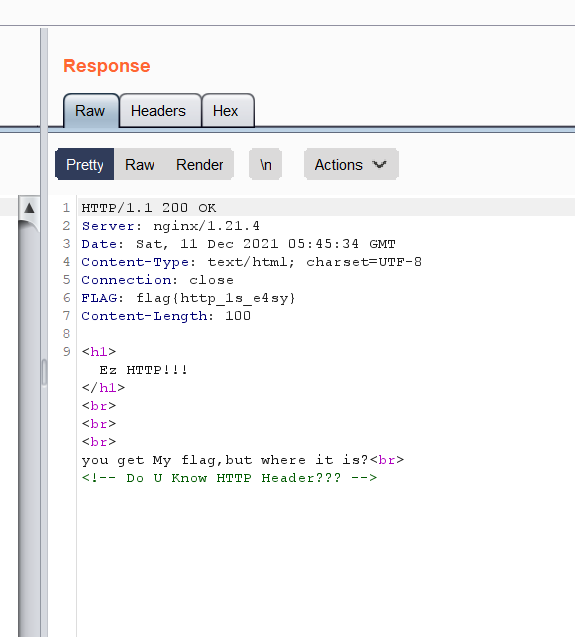 Response
Raw Headers Hex
Pretty Raw Render \n Actions
1 HTTP/1.1 200 OK
2 Server: nginx/1.21.4
3 Date: Sat, 11 Dec 2021 05:45:34 GMT
4 Content-Type: text/html; charset=UTF-8
5 Connection: close
6 FLAG: flag{http_1s_e4sy}
7 Content-Length: 100
8
9 <h1>
Ez HTTP!!!
</h1>
<br>
<br>
<br>
you get My flag,but where it is?<br>
<!-- Do U Know HTTP Header??? -->